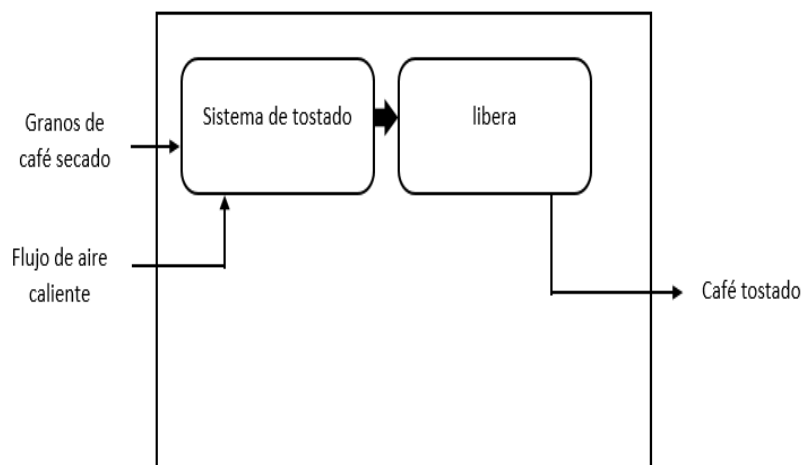 Sistema de tostado
libera
Granos de
café secado
Flujo de aire
caliente
Café tostado